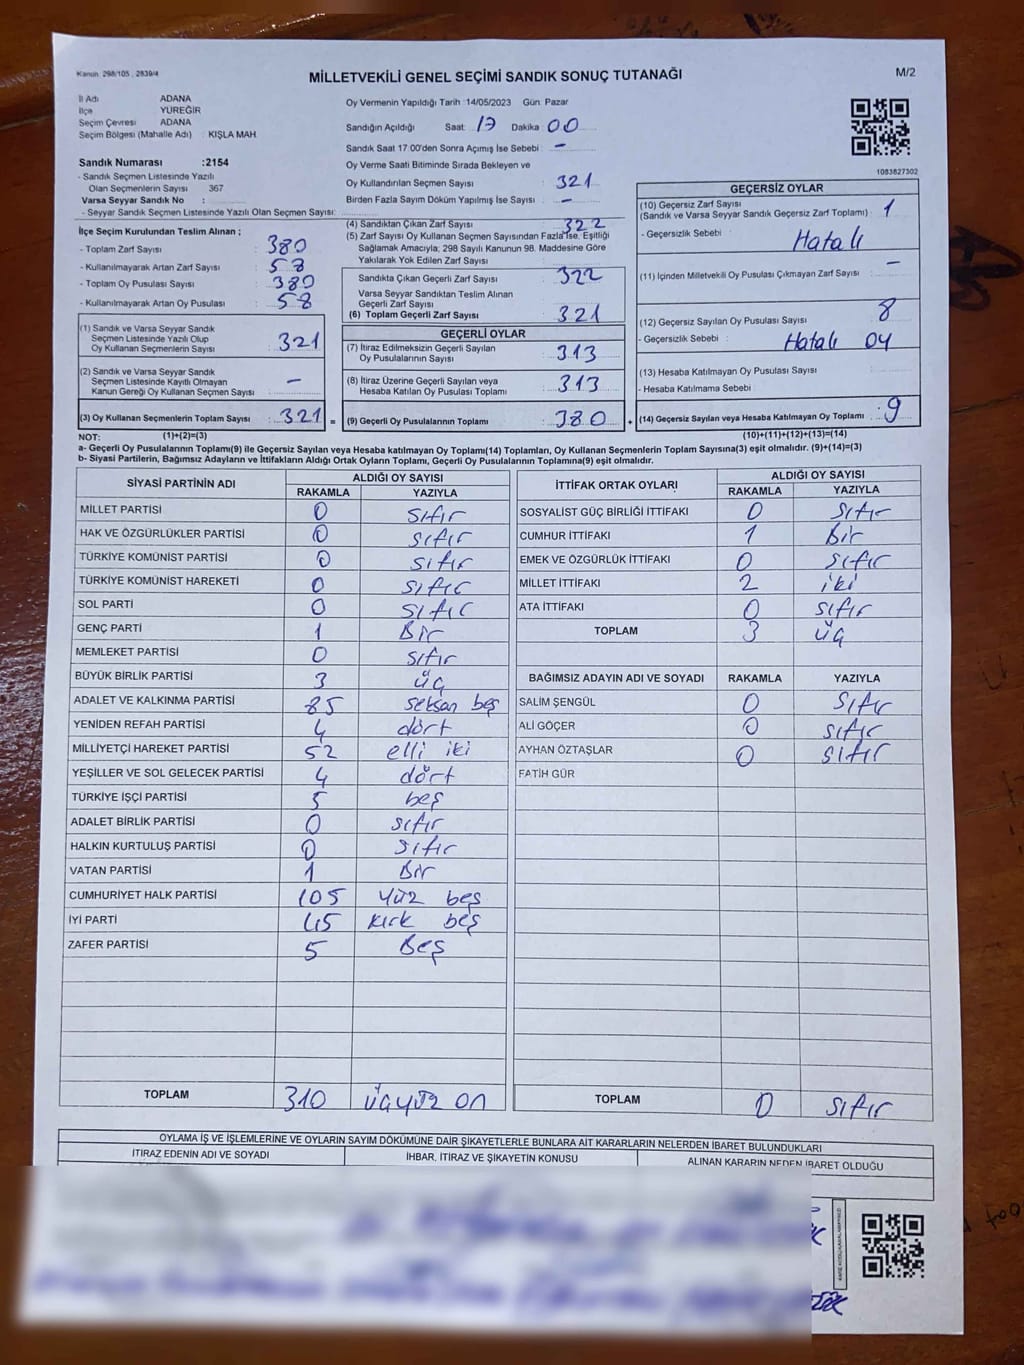 Kanun: 298/105 , 2839/4
MİLLETVEKİLİ GENEL SEÇİMİ SANDIK SONUÇ TUTANAĞI
M/2
İl Adı ADANA
İlçe YÜREĞİR
Seçim Çevresi ADANA
Seçim Bölgesi (Mahalle Adı) : KIŞLA MAH
Sandık Numarası :2154
- Sandık Seçmen Listesinde Yazılı
Olan Seçmenlerin Sayısı 367
Varsa Seyyar Sandık No :
- Seyyar Sandık Seçmen Listesinde Yazılı Olan Seçmen Sayısı:
Oy Vermenin Yapıldığı Tarih :14/05/2023 Gün: Pazar
Sandığın Açıldığı Saat: 17 Dakika: 00
Sandık Saat 17:00'den Sonra Açımış İse Sebebi : -
Oy Verme Saati Bitiminde Sırada Bekleyen ve
Oy Kullandırılan Seçmen Sayısı : 321
Birden Fazla Sayım Döküm Yapılmış İse Sayısı : -
1083827302
İlçe Seçim Kurulundan Teslim Alınan ;
- Toplam Zarf Sayısı : 380
- Kullanılmayarak Artan Zarf Sayısı : 58
- Toplam Oy Pusulası Sayısı : 380
- Kullanılmayarak Artan Oy Pusulası : 58
(4) Sandıktan Çıkan Zarf Sayısı : 322
(5) Zarf Sayısı Oy Kullanan Seçmen Sayısından Fazla İse, Eşitliği
Sağlamak Amacıyla, 298 Sayılı Kanunun 98. Maddesine Göre
Yakılarak Yok Edilen Zarf Sayısı :
Sandıkta Çıkan Geçerli Zarf Sayısı : 322
Varsa Seyyar Sandıktan Teslim Alınan
Geçerli Zarf Sayısı
(6) Toplam Geçerli Zarf Sayısı : 321
GEÇERSİZ OYLAR
(10) Geçersiz Zarf Sayısı
(Sandık ve Varsa Seyyar Sandık Geçersiz Zarf Toplamı) : 1
- Geçersizlik Sebebi : Hatalı
(11) İçinden Milletvekili Oy Pusulası Çıkmayan Zarf Sayısı : -
(12) Geçersiz Sayılan Oy Pusulası Sayısı : 8
- Geçersizlik Sebebi : Hatalı oy
(13) Hesaba Katılmayan Oy Pusulası Sayısı :
- Hesaba Katılmama Sebebi
(14) Geçersiz Sayılan veya Hesaba Katılmayan Oy Toplamı : 9
(1) Sandık ve Varsa Seyyar Sandık
Seçmen Listesinde Yazılı Olup
Oy Kullanan Seçmenlerin Sayısı : 321
(2) Sandık ve Varsa Seyyar Sandık
Seçmen Listesinde Kayıtlı Olmayan
Kanun Gereği Oy Kullanan Seçmen Sayısı : -
(3) Oy Kullanan Seçmenlerin Toplam Sayısı : 321 =
GEÇERLİ OYLAR
(7) İtiraz Edilmeksizin Geçerli Sayılan
Oy Pusulalarının Sayısı : 313
(8) İtiraz Üzerine Geçerli Sayılan veya
Hesaba Katılan Oy Pusulası Toplamı : 313
(9) Geçerli Oy Pusulalarının Toplamı : 380 +
NOT: (1)+(2)=(3) (10)+(11)+(12)+(13)=(14)
a- Geçerli Oy Pusulalarının Toplamı(9) ile Geçersiz Sayılan veya Hesaba katılmayan Oy Toplamı(14) Toplamları, Oy Kullanan Seçmenlerin Toplam Sayısına(3) eşit olmalıdır. (9)+(14)=(3)
b- Siyasi Partilerin, Bağımsız Adayların ve İttifakların Aldığı Ortak Oyların Toplamı, Geçerli Oy Pusulalarının Toplamına(9) eşit olmalıdır.
SİYASİ PARTİNİN ADI ALDIĞI OY SAYISI
RAKAMLA YAZIYLA
MİLLET PARTİSİ 0 sıfır
HAK VE ÖZGÜRLÜKLER PARTİSİ 0 sıfır
TÜRKİYE KOMÜNİST PARTİSİ 0 sıfır
TÜRKİYE KOMÜNİST HAREKETİ 0 sıfır
SOL PARTİ 0 sıfır
GENÇ PARTİ 1 Bir
MEMLEKET PARTİSİ 0 sıfır
BÜYÜK BİRLİK PARTİSİ 3 üç
ADALET VE KALKINMA PARTİSİ 85 seksan beş
YENİDEN REFAH PARTİSİ 4 dört
MİLLİYETÇİ HAREKET PARTİSİ 52 elli iki
YEŞİLLER VE SOL GELECEK PARTİSİ 4 dört
TÜRKİYE İŞÇİ PARTİSİ 5 beş
ADALET BİRLİK PARTİSİ 0 sıfır
HALKIN KURTULUŞ PARTİSİ 0 sıfır
VATAN PARTİSİ 1 Bir
CUMHURİYET HALK PARTİSİ 105 yüz beş
İYİ PARTİ 45 kırk beş
ZAFER PARTİSİ 5 Beş
TOPLAM 310 üçyüz on
İTTİFAK ORTAK OYLARI ALDIĞI OY SAYISI
RAKAMLA YAZIYLA
SOSYALİST GÜÇ BİRLİĞİ İTTİFAKI 0 sıfır
CUMHUR İTTİFAKI 1 Bir
EMEK VE ÖZGÜRLÜK İTTİFAKI 0 sıfır
MİLLET İTTİFAKI 2 iki
ATA İTTİFAKI 0 sıfır
TOPLAM 3 üç
BAĞIMSIZ ADAYIN ADI VE SOYADI RAKAMLA YAZIYLA
SALİM ŞENGÜL 0 sıfır
ALİ GÖÇER 0 sıfır
AYHAN ÖZTAŞLAR 0 sıfır
FATİH GÜR
TOPLAM 0 sıfır
OYLAMA İŞ VE İŞLEMLERİNE VE OYLARIN SAYIM DÖKÜMÜNE DAİR ŞİKAYETLERLE BUNLARA AİT KARARLARIN NELERDEN İBARET BULUNDUKLARI
İTİRAZ EDENİN ADI VE SOYADI İHBAR, İTİRAZ VE ŞİKAYETİN KONUSU ALINAN KARARIN NEDEN İBARET OLDUĞU